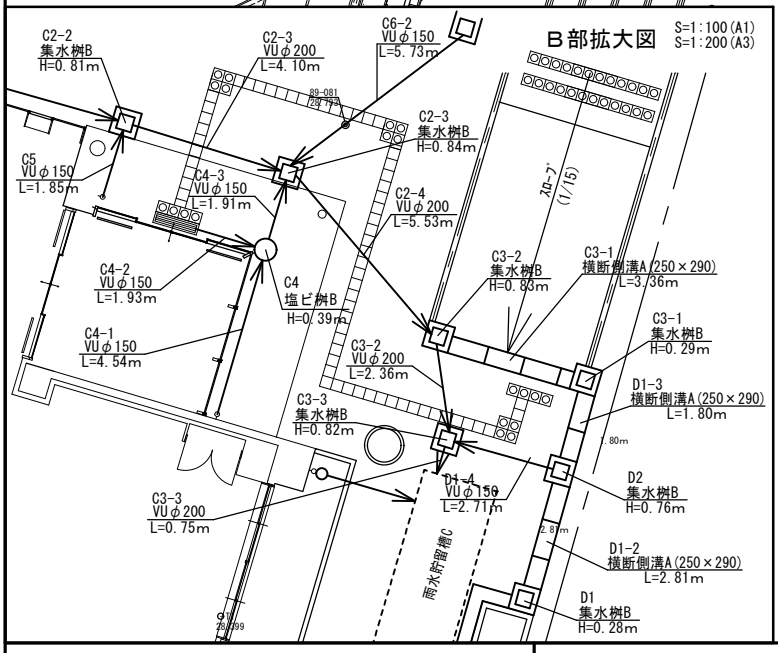 B部拡大図
S=1:100(A1)
S=1:200(A3)
C2-2
集水桝B
H=0.81m
C2-3
VUφ200
L=4.10m
C6-2
VUφ150
L=5.73m
89-081
C2-3
集水桝B
H=0.84m
C5
VUφ150
L=1.85m
C4-3
VUφ150
L=1.91m
C2-4
VUφ200
L=5.53m
スロープ
(1/15)
C4-2
VUφ150
L=1.93m
C4
塩ビ桝B
H=0.39m
C3-2
集水桝B
H=0.83m
C3-1
横断側溝A(250×290)
L=3.36m
C4-1
VUφ150
L=4.54m
C3-2
VUφ200
L=2.36m
C3-1
集水桝B
H=0.29m
C3-3
集水桝B
H=0.82m
D1-3
横断側溝A(250×290)
L=1.80m
1.80m
D1-4
VUφ150
L=2.71m
D2
集水桝B
H=0.76m
C3-3
VUφ200
L=0.75m
2.81m
雨水貯留槽C
D1-2
横断側溝A(250×290)
L=2.81m
D1
集水桝B
H=0.28m